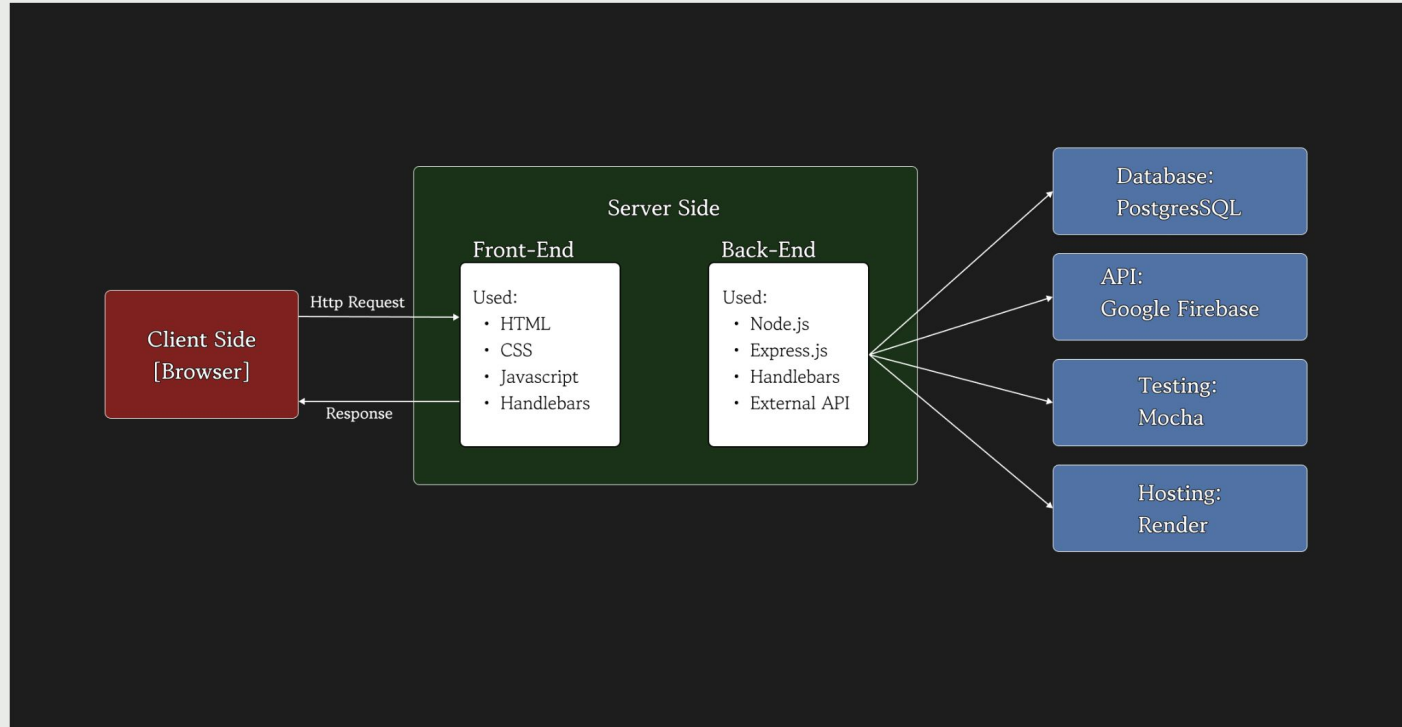 Server Side
Front-End
Back-End
Http Request
Response
Client Side
[Browser]
Used:
• HTML
• CSS
• Javascript
• Handlebars
Used:
• Node.js
• Express.js
• Handlebars
• External API
Database:
PostgresSQL
API:
Google Firebase
Testing:
Mocha
Hosting:
Render